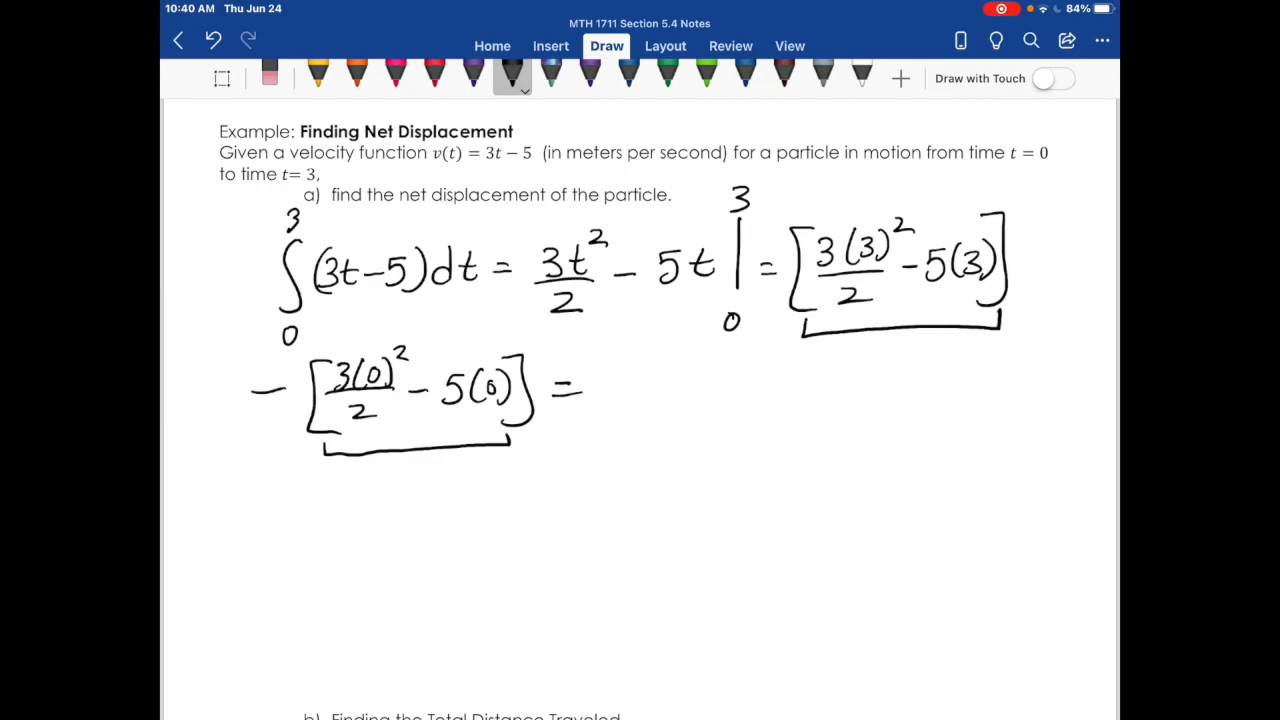 10:40 AM Thu Jun 24 84%
MTH 1711 Section 5.4 Notes
Home Insert Draw Layout Review View
Draw with Touch
Example: Finding Net Displacement
Given a velocity function v(t) = 3t − 5 (in meters per second) for a particle in motion from time t = 0
to time t= 3,
a) find the net displacement of the particle.
∫₀³ (3t−5)dt = 3t²/2 − 5t |₀³ = [3(3)²/2 − 5(3)]
− [3(0)²/2 − 5(0)] =
b) Finding the Total Distance Traveled